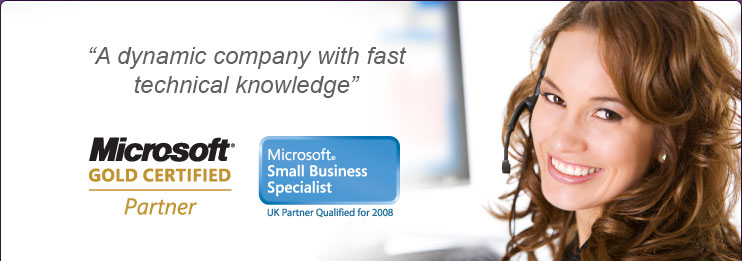 “A dynamic company with fast
technical knowledge”
Microsoft®
GOLD CERTIFIED
Partner
Microsoft®
Small Business
Specialist
UK Partner Qualified for 2008